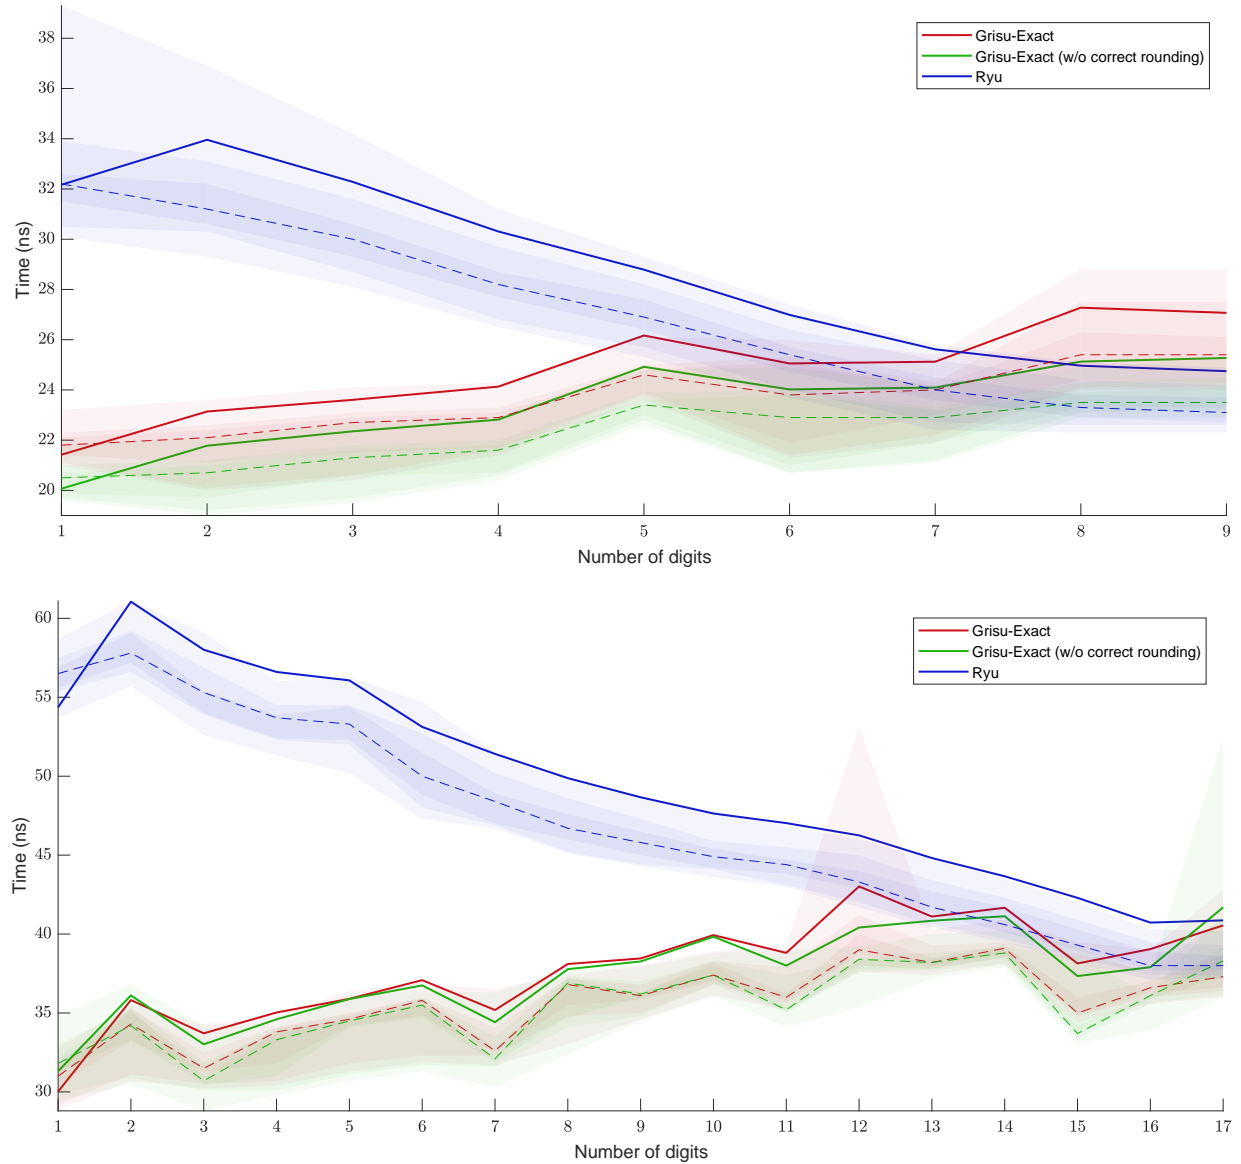 38
36
34
32
30
28
26
24
22
20
Time (ns)
Grisu-Exact
Grisu-Exact (w/o correct rounding)
Ryu
1 2 3 4 5 6 7 8 9
Number of digits
60
55
50
45
40
35
30
Time (ns)
Grisu-Exact
Grisu-Exact (w/o correct rounding)
Ryu
1 2 3 4 5 6 7 8 9 10 11 12 13 14 15 16 17
Number of digits